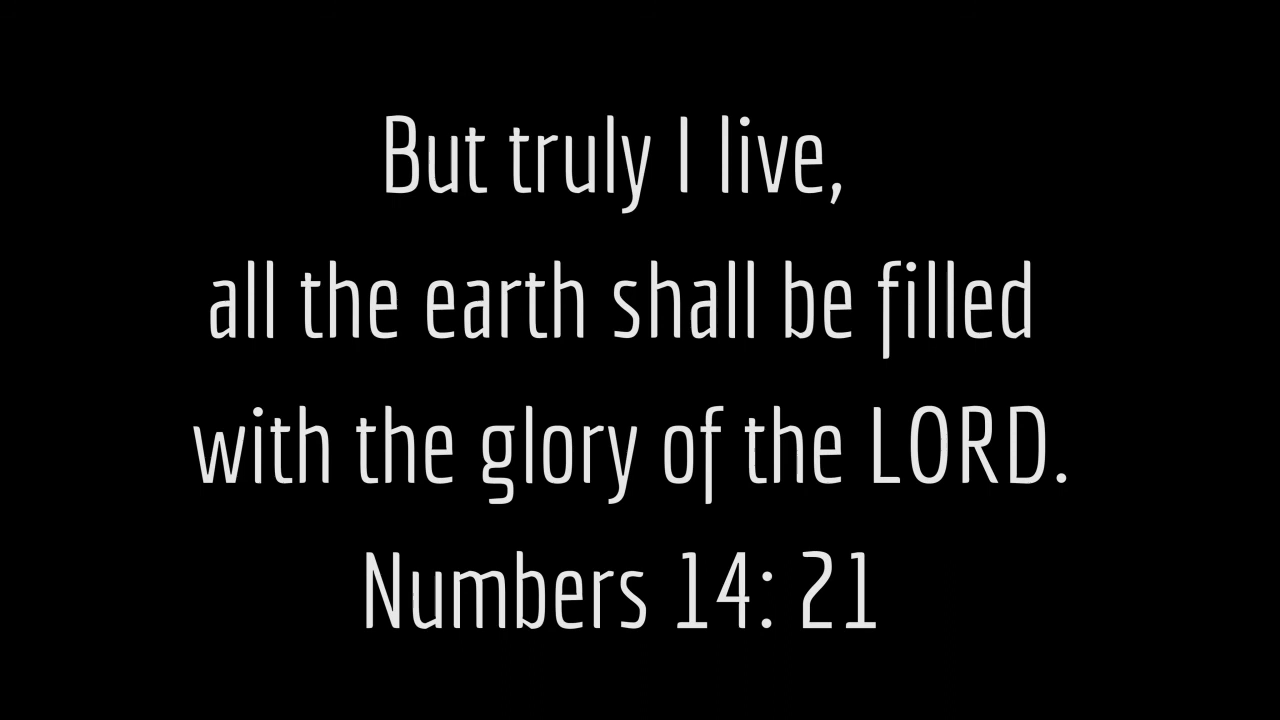 But truly I live,
all the earth shall be filled
with the glory of the LORD.
Numbers 14: 21